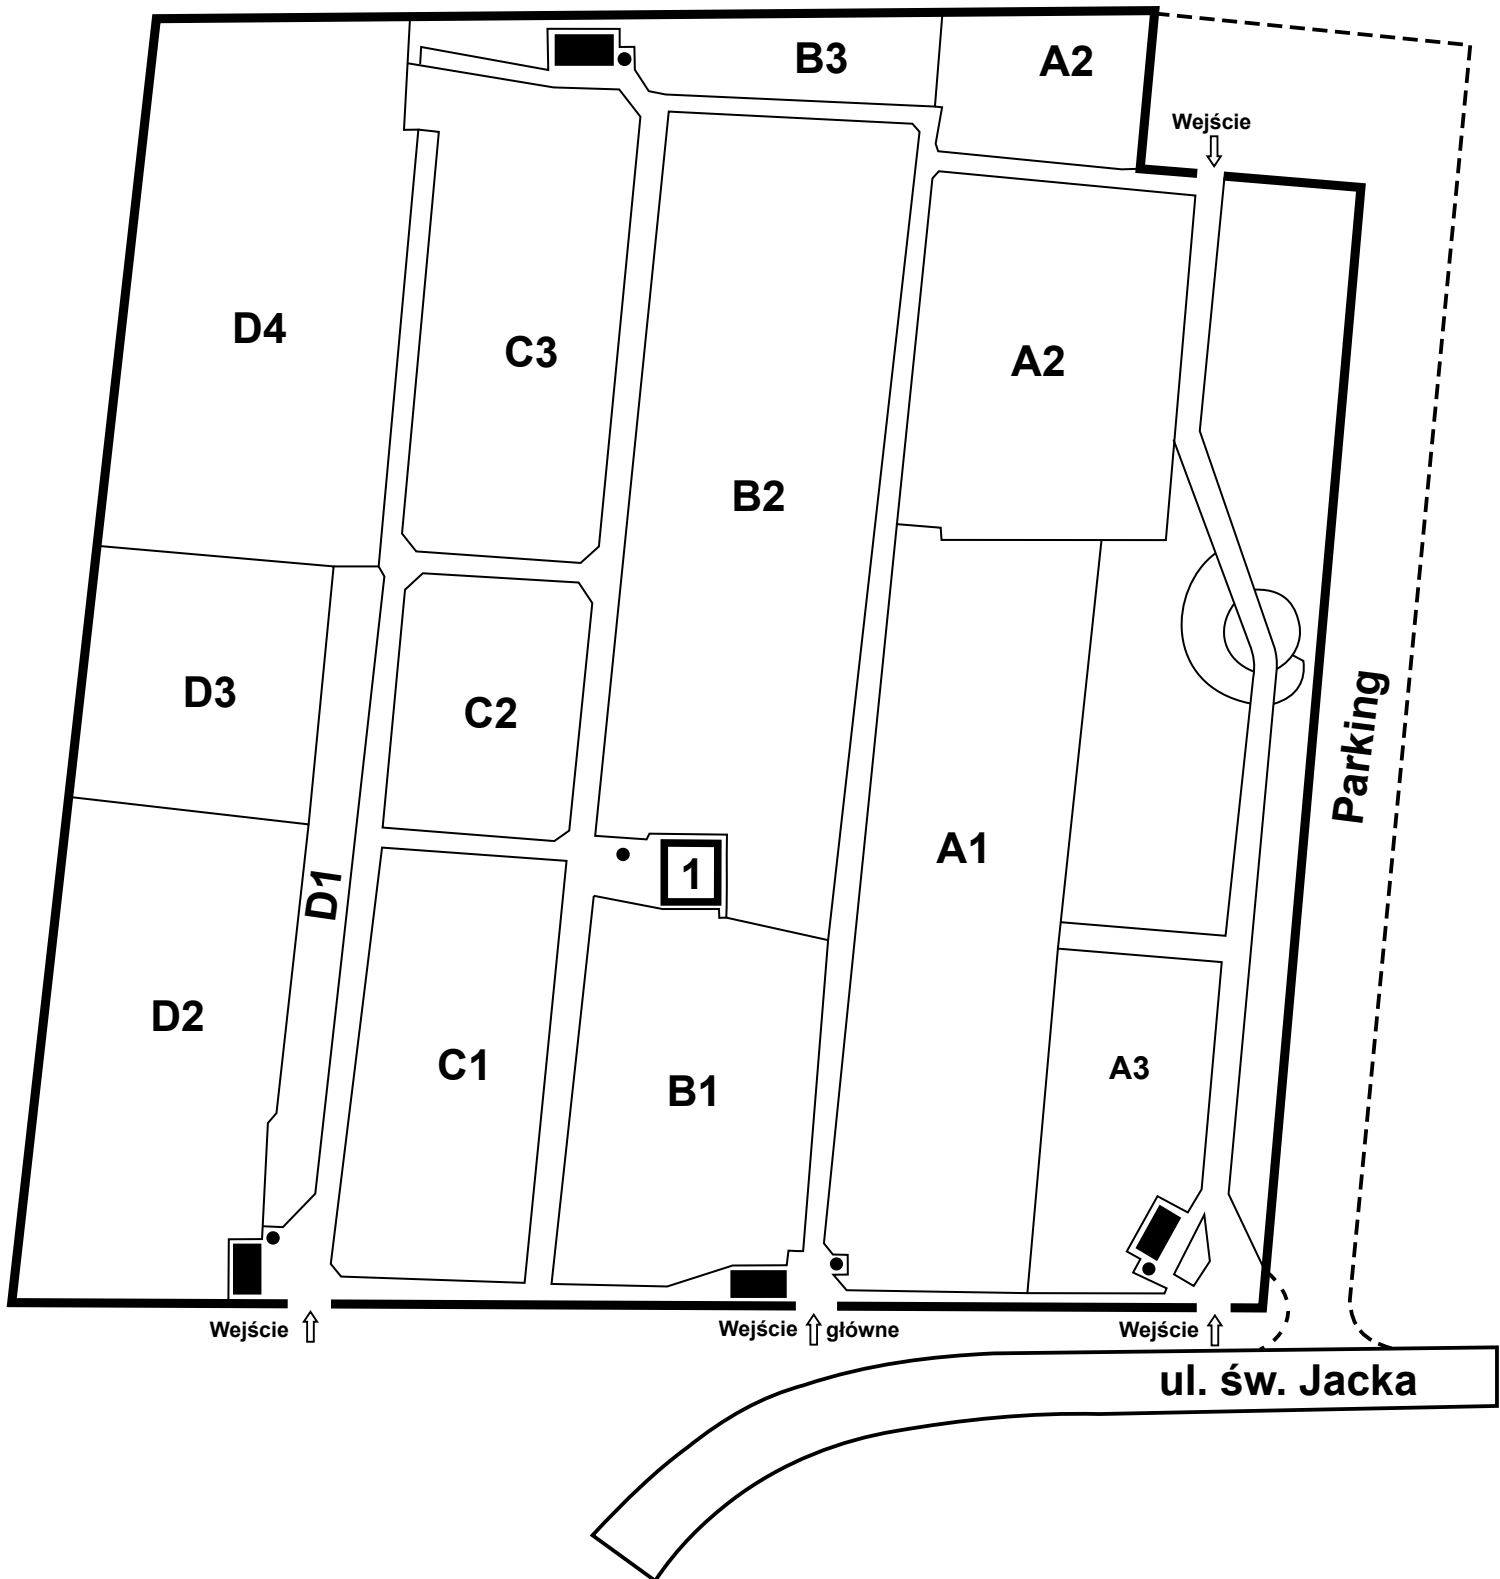 B3
A2
Wejście
D4
C3
A2
B2
D3
C2
Parking
1
A1
D1
D2
C1
B1
A3
Wejście
Wejście główne
Wejście
ul. św. Jacka